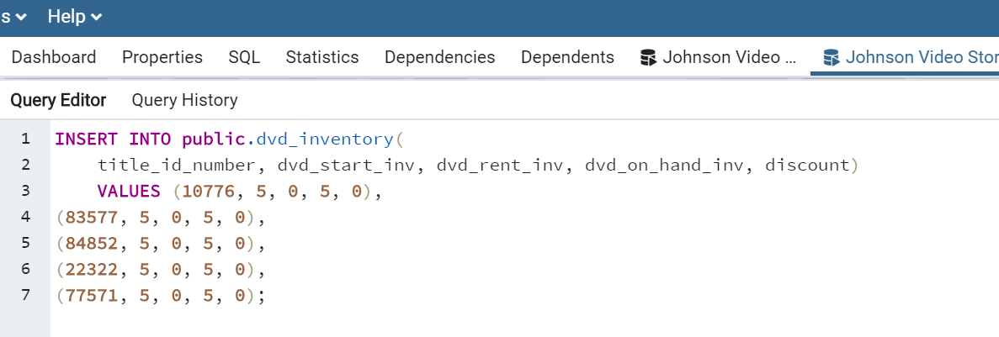 s Help
Dashboard Properties SQL Statistics Dependencies Dependents Johnson Video ... Johnson Video Stor
Query Editor Query History
1 INSERT INTO public.dvd_inventory(
2 title_id_number, dvd_start_inv, dvd_rent_inv, dvd_on_hand_inv, discount)
3 VALUES (10776, 5, 0, 5, 0),
4 (83577, 5, 0, 5, 0),
5 (84852, 5, 0, 5, 0),
6 (22322, 5, 0, 5, 0),
7 (77571, 5, 0, 5, 0);